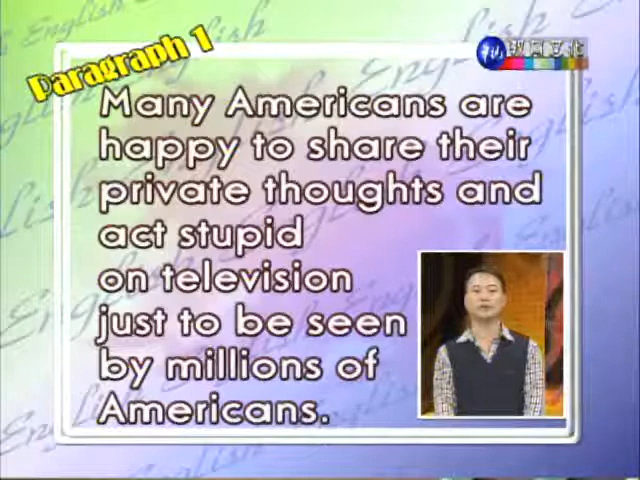 Paragraph 1
Many Americans are
happy to share their
private thoughts and
act stupid
on television
just to be seen
by millions of
Americans.